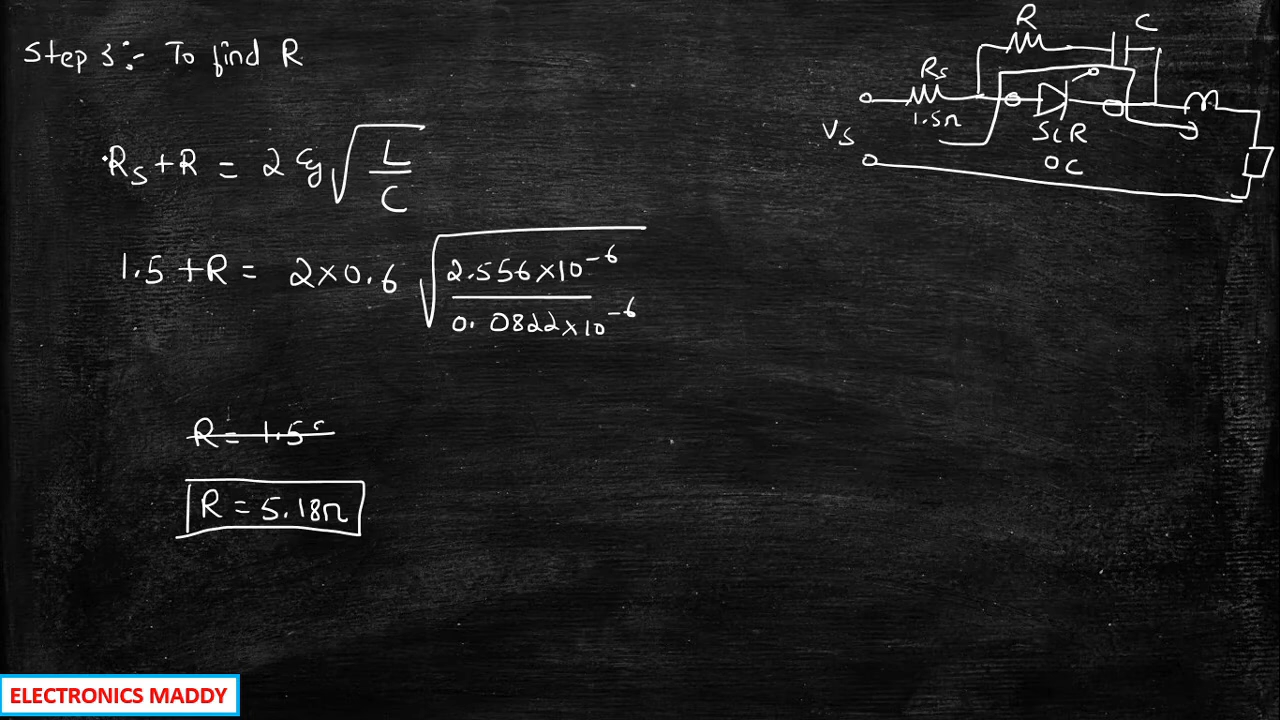 Step 3:- To find R
R
C
Rs
1.5Ω
Vs
SCR
OC
Rs + R = 2 ξ √ L / C
1.5 + R = 2 × 0.6 √ 2.556 × 10⁻⁶ / 0.0822 × 10⁻⁶
R = 1.5
R = 5.18Ω
ELECTRONICS MADDY